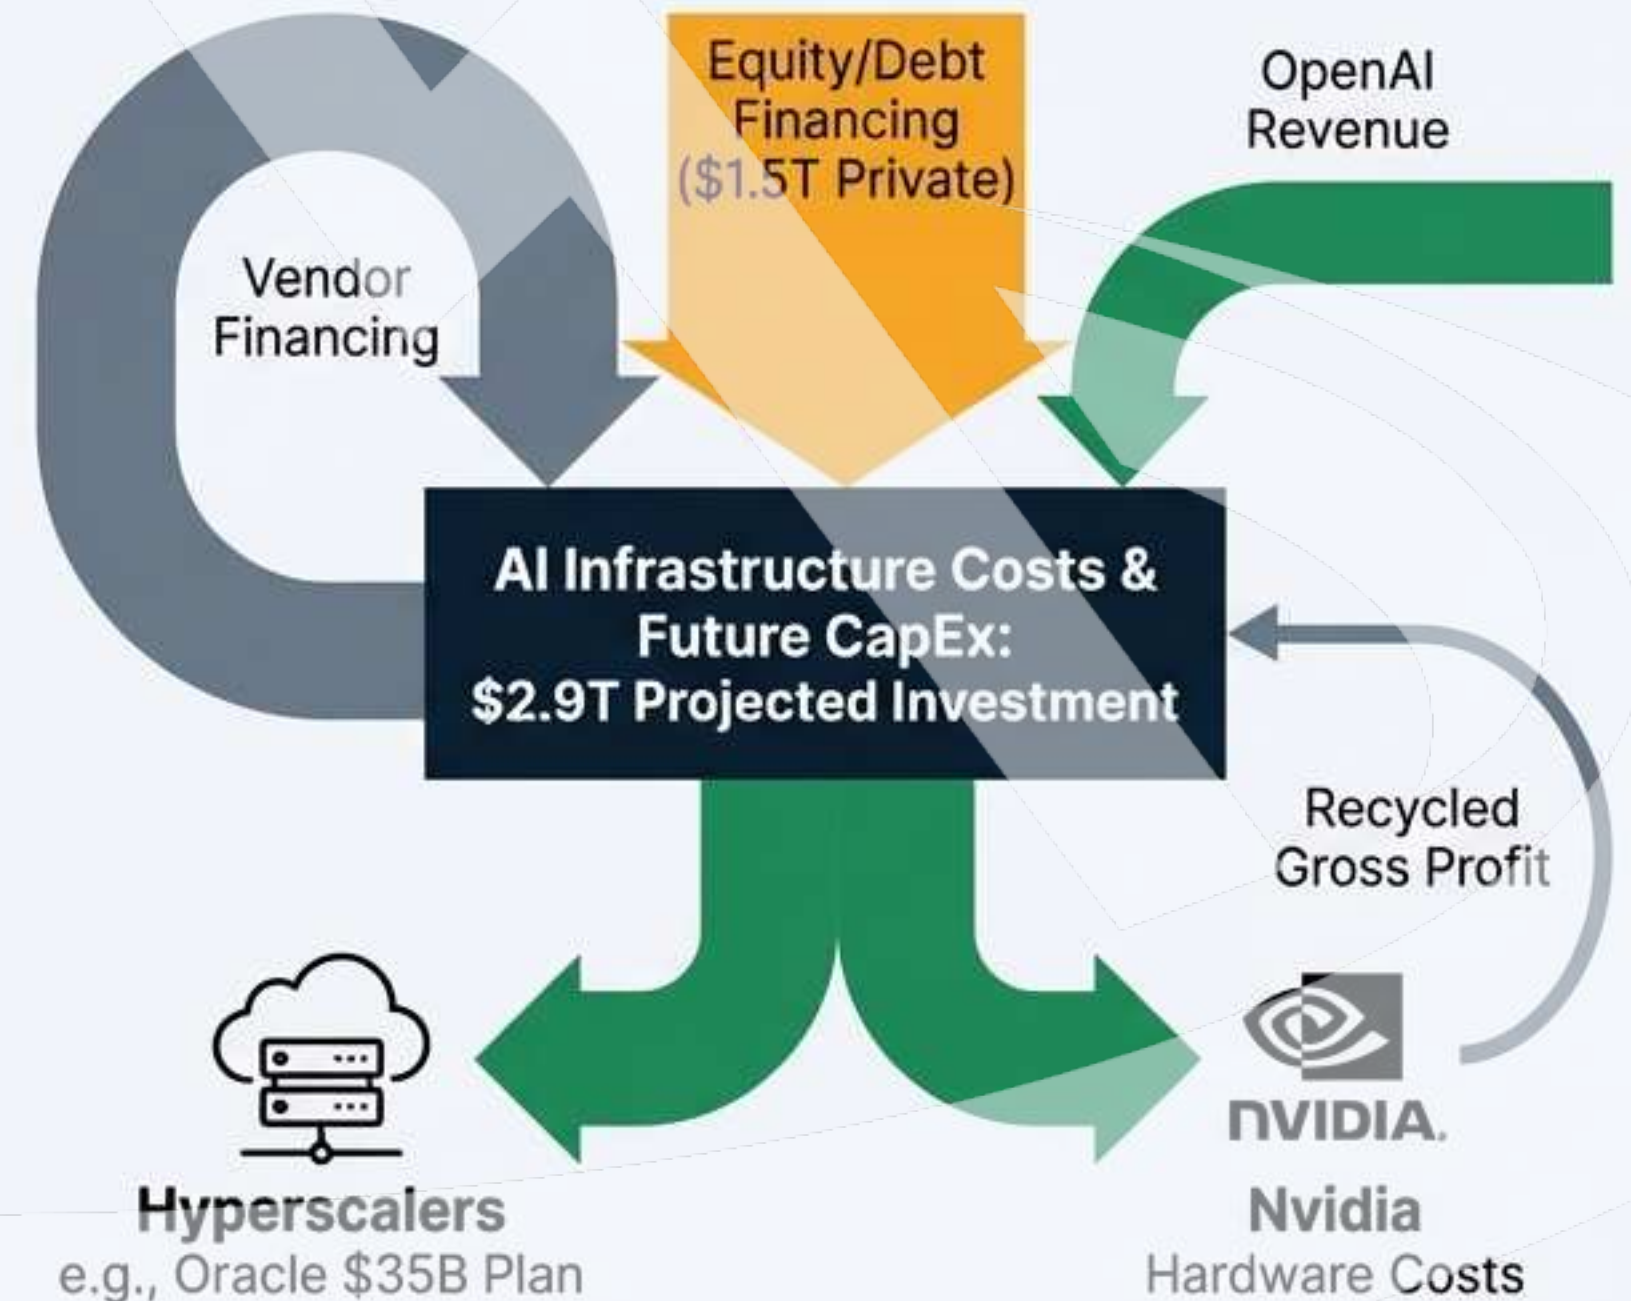 Equity/Debt
Financing
($1.5T Private)
OpenAI
Revenue
Vendor
Financing
AI Infrastructure Costs &
Future CapEx:
$2.9T Projected Investment
Recycled
Gross Profit
NVIDIA.
Hyperscalers
e.g., Oracle $35B Plan
Nvidia
Hardware Costs